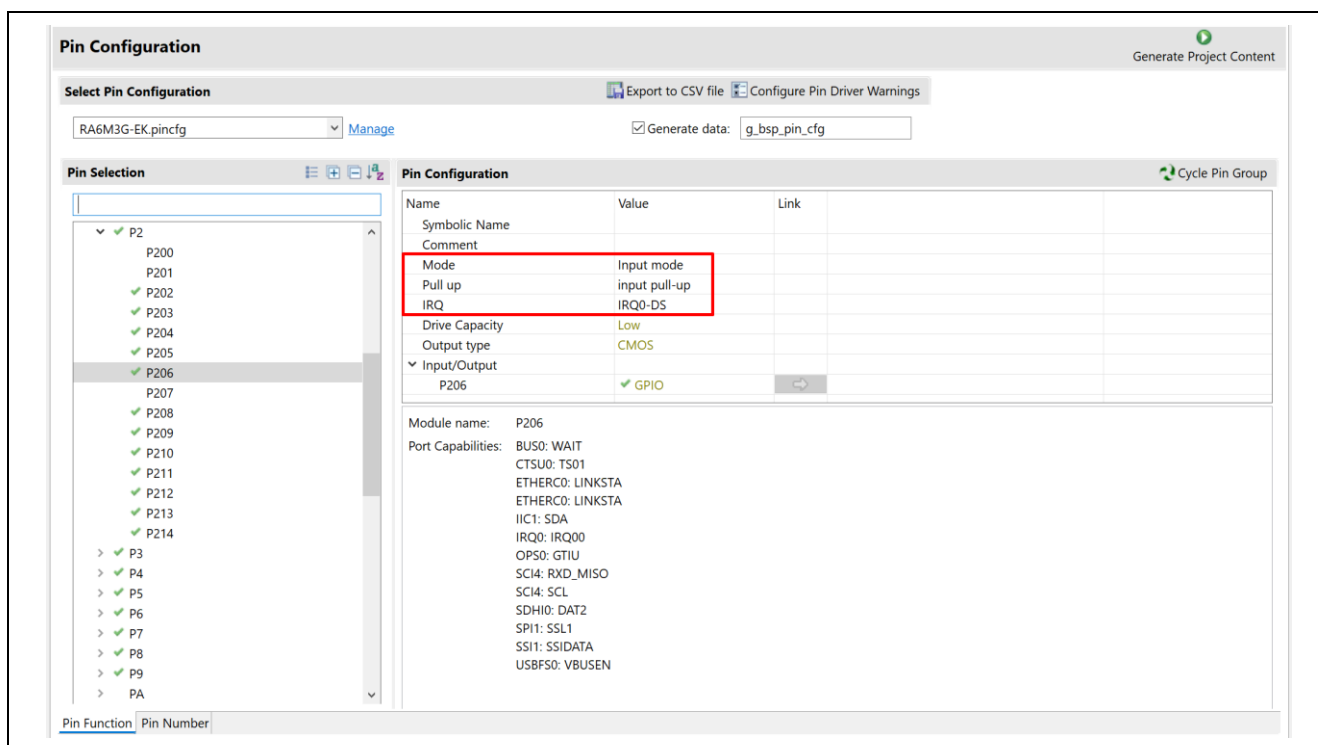 Pin Configuration
Generate Project Content
Select Pin Configuration
Export to CSV file
Configure Pin Driver Warnings
RA6M3G-EK.pincfg
Manage
Generate data:
g_bsp_pin_cfg
Pin Selection
Pin Configuration
Cycle Pin Group
P2
P200
P201
P202
P203
P204
P205
P206
P207
P208
P209
P210
P211
P212
P213
P214
P3
P4
P5
P6
P7
P8
P9
PA
Name Value Link
Symbolic Name
Comment
Mode Input mode
Pull up input pull-up
IRQ IRQ0-DS
Drive Capacity Low
Output type CMOS
Input/Output
P206 GPIO
Module name: P206
Port Capabilities: BUS0: WAIT
CTSU0: TS01
ETHERC0: LINKSTA
ETHERC0: LINKSTA
IIC1: SDA
IRQ0: IRQ00
OPS0: GTIU
SCI4: RXD_MISO
SCI4: SCL
SDHI0: DAT2
SPI1: SSL1
SSI1: SSIDATA
USBFS0: VBUSEN
Pin Function Pin Number